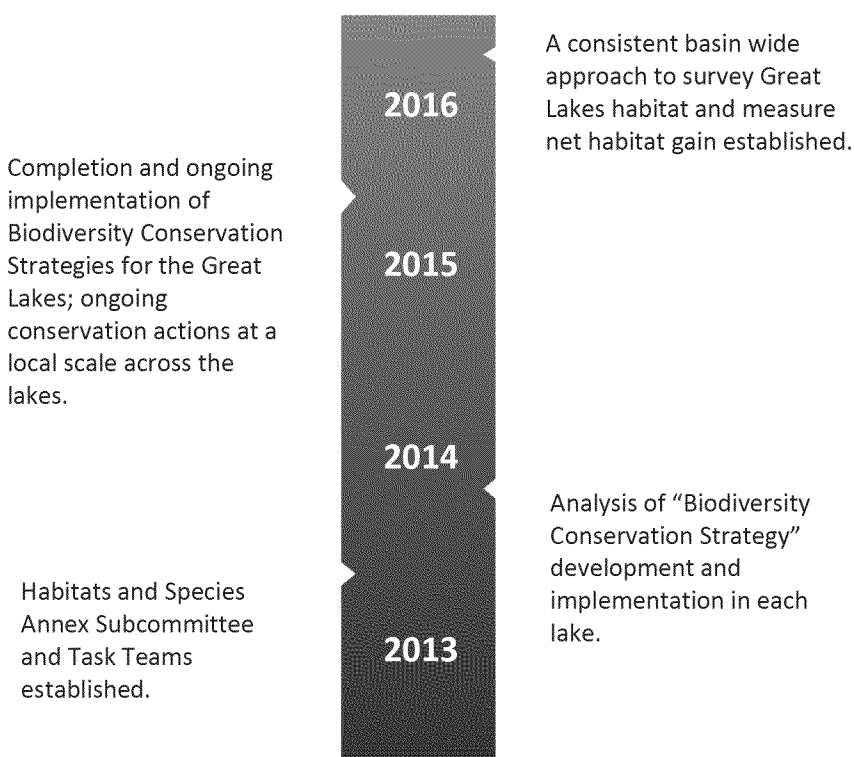 A consistent basin wide
approach to survey Great
Lakes habitat and measure
net habitat gain established.
2016
Completion and ongoing
implementation of
Biodiversity Conservation
Strategies for the Great
Lakes; ongoing
conservation actions at a
local scale across the
lakes.
2015
2014
Analysis of “Biodiversity
Conservation Strategy”
development and
implementation in each
lake.
Habitats and Species
Annex Subcommittee
and Task Teams
established.
2013